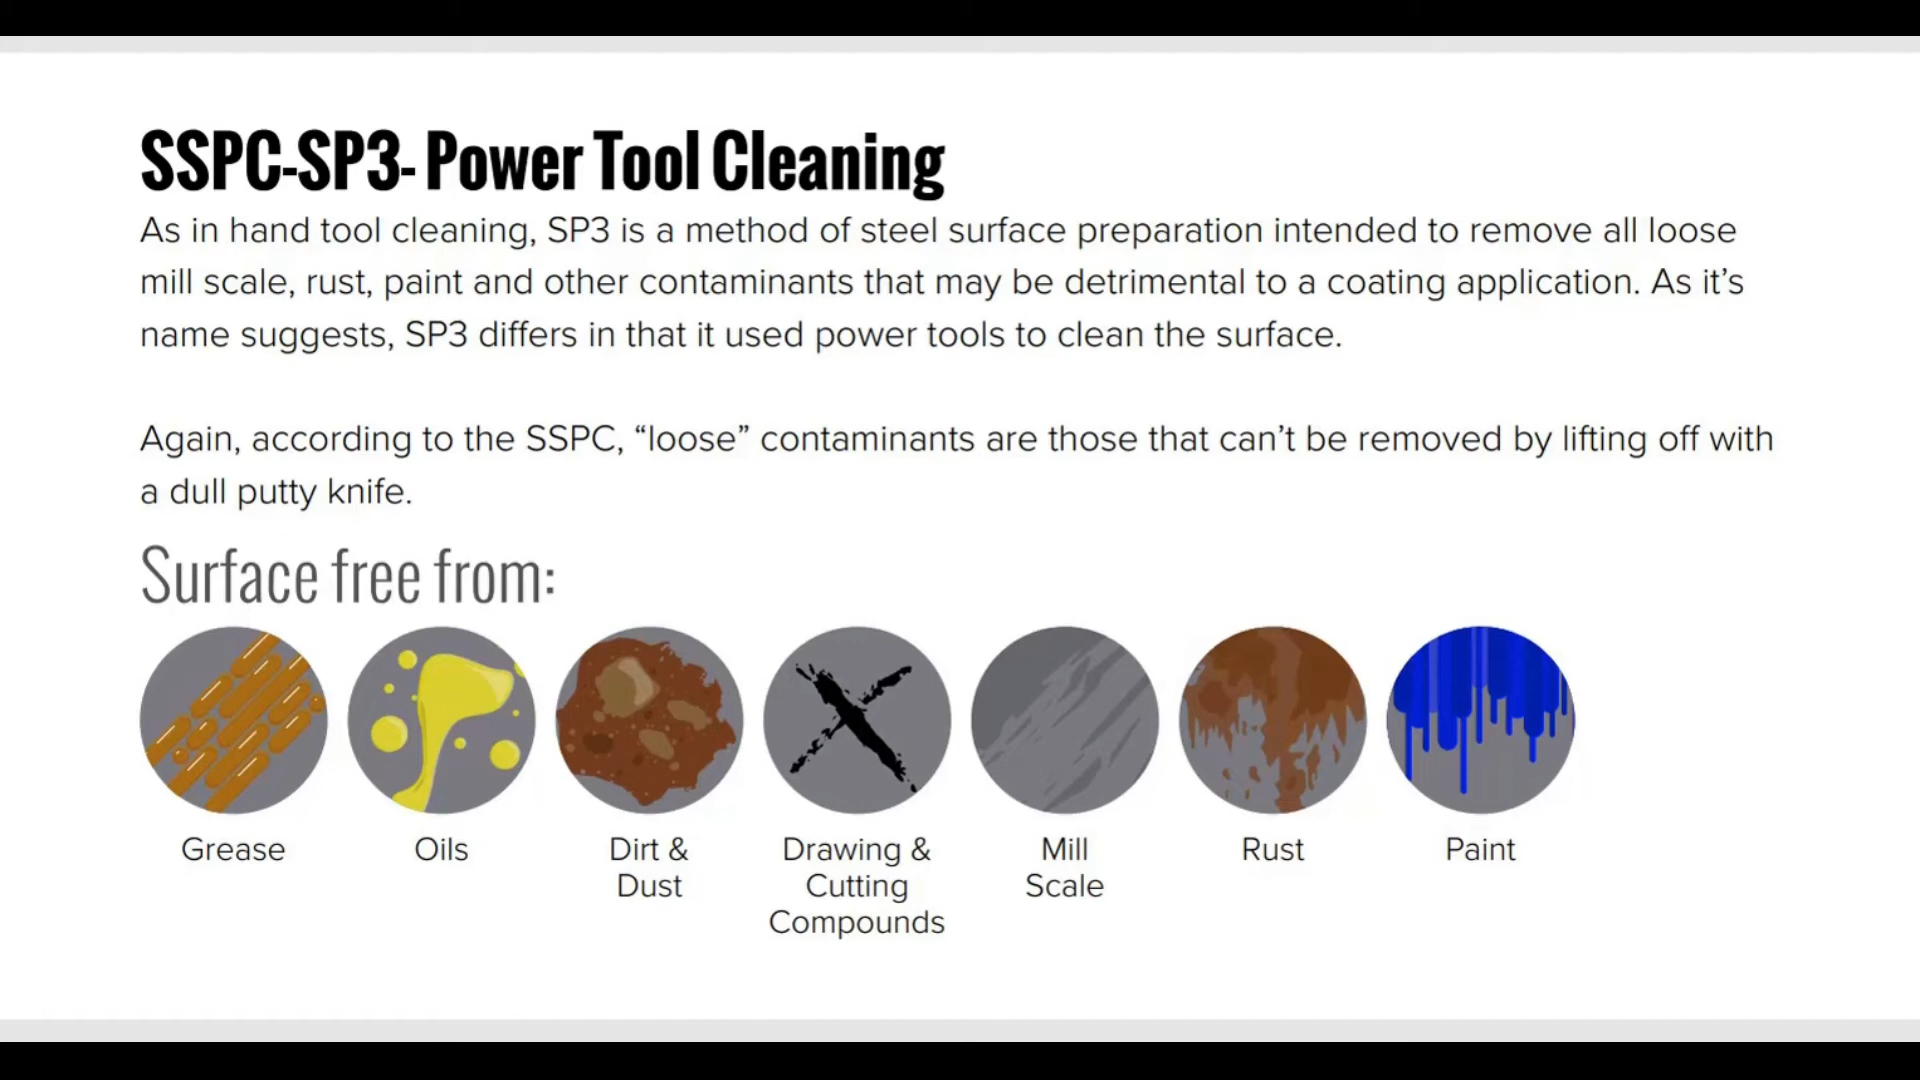 SSPC-SP3- Power Tool Cleaning
As in hand tool cleaning, SP3 is a method of steel surface preparation intended to remove all loose
mill scale, rust, paint and other contaminants that may be detrimental to a coating application. As it’s
name suggests, SP3 differs in that it used power tools to clean the surface.
Again, according to the SSPC, “loose” contaminants are those that can’t be removed by lifting off with
a dull putty knife.
Surface free from:
Grease
Oils
Dirt &
Dust
Drawing &
Cutting
Compounds
Mill
Scale
Rust
Paint